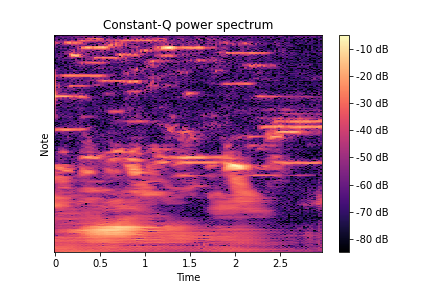 Constant-Q power spectrum
Note
-10 dB
-20 dB
-30 dB
-40 dB
-50 dB
-60 dB
-70 dB
-80 dB
0 0.5 1 1.5 2 2.5
Time